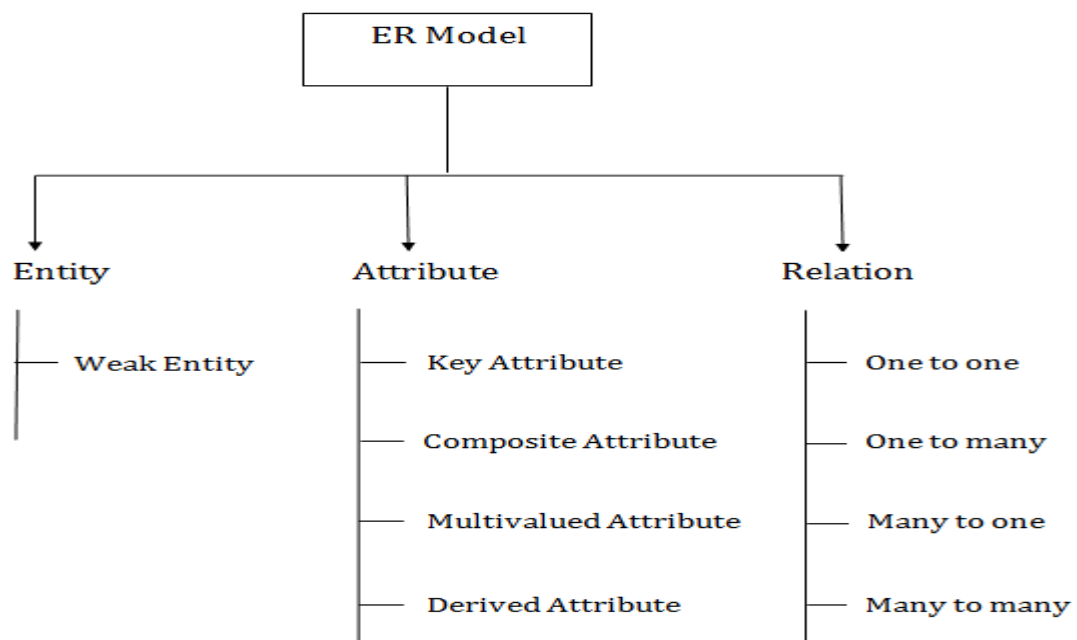 ER Model
Entity
Attribute
Relation
Weak Entity
Key Attribute
One to one
Composite Attribute
One to many
Multivalued Attribute
Many to one
Derived Attribute
Many to many